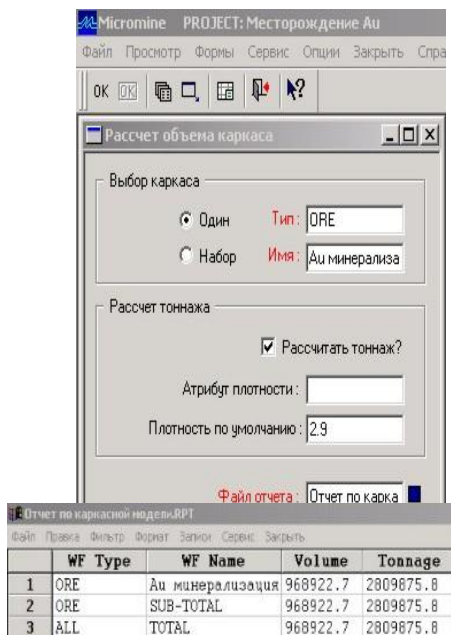 Micromine PROJECT: Месторождение Au
Файл Просмотр Формы Сервис Опции Закрыть Спра
OK OK
Рассчет объема каркаса
Выбор каркаса
Один Тип: ORE
Набор Имя: Au минерализа
Рассчет тоннажа
Рассчитать тоннаж?
Атрибут плотности:
Плотность по умолчанию: 2.9
Файл отчета: Отчет по карка
Отчет по каркасной модели.RPT
Файл Правка Фильтр Формат Записи Сервис Закрыть
WF Type WF Name Volume Tonnage
1 ORE Au минерализация 968922.7 2809875.8
2 ORE SUB-TOTAL 968922.7 2809875.8
3 ALL TOTAL 968922.7 2809875.8